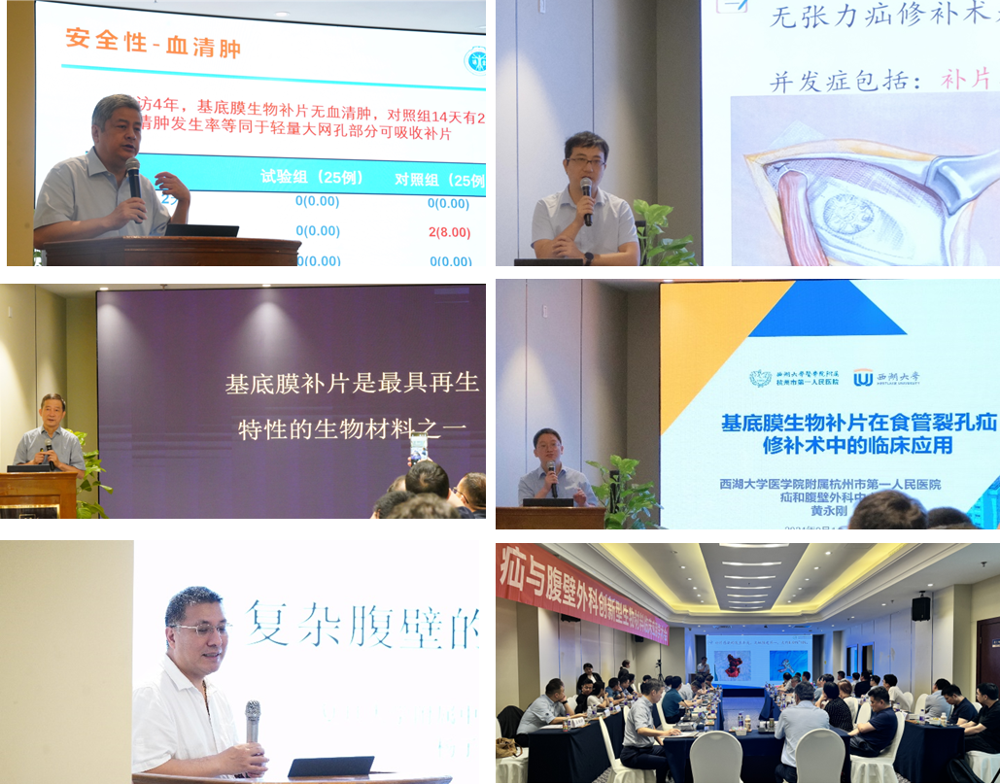 安全性-血清肿
访4年，基底膜生物补片无血清肿，对照组14天有2
清肿发生率等同于轻量大网孔部分可吸收补片
试验组（25例） 对照组（25例
0(0.00) 0(0.00)
0(0.00) 2(8.00)
0(0.00) 0(0.00)
无张力疝修补术
并发症包括：补片
基底膜补片是最具再生
特性的生物材料之一
西湖大学医学院附属
杭州市第一人民医院
西湖大学
WESTLAKE UNIVERSITY
基底膜生物补片在食管裂孔疝
修补术中的临床应用
西湖大学医学院附属杭州市第一人民医院
疝和腹壁外科中
黄永刚
复杂腹壁的
疝与腹壁外科创新型生物材料